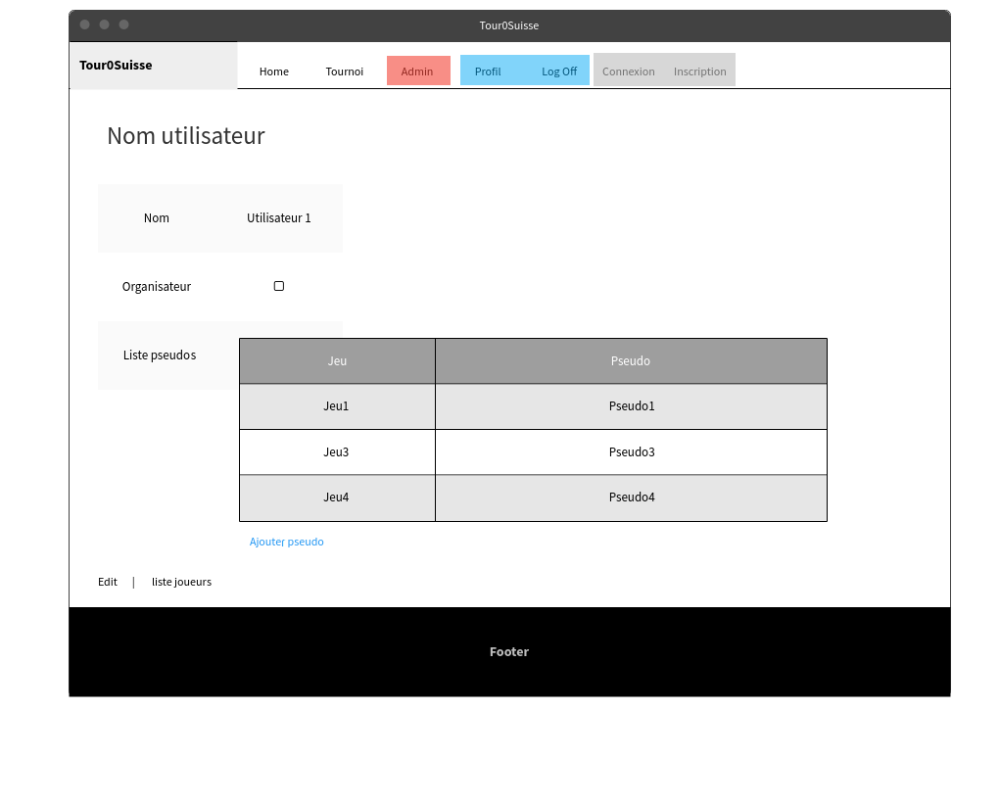 Tour0Suisse
Tour0Suisse
Home Tournoi Admin Profil Log Off Connexion Inscription
Nom utilisateur
Nom Utilisateur 1
Organisateur
Liste pseudos
Jeu Pseudo
Jeu1 Pseudo1
Jeu3 Pseudo3
Jeu4 Pseudo4
Ajouter pseudo
Edit | liste joueurs
Footer